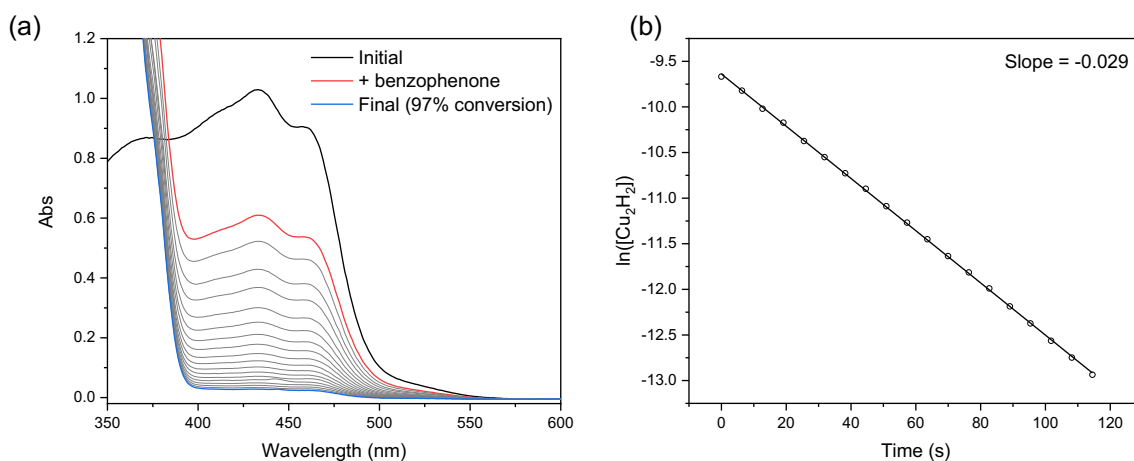 (a)
1.2
1.0
0.8
0.6
0.4
0.2
0.0
Abs
Initial
+ benzophenone
Final (97% conversion)
350 400 450 500 550 600
Wavelength (nm)
(b)
Slope = -0.029
-9.5
-10.0
-10.5
-11.0
-11.5
-12.0
-12.5
-13.0
ln([Cu₂H₂])
0 20 40 60 80 100 120
Time (s)